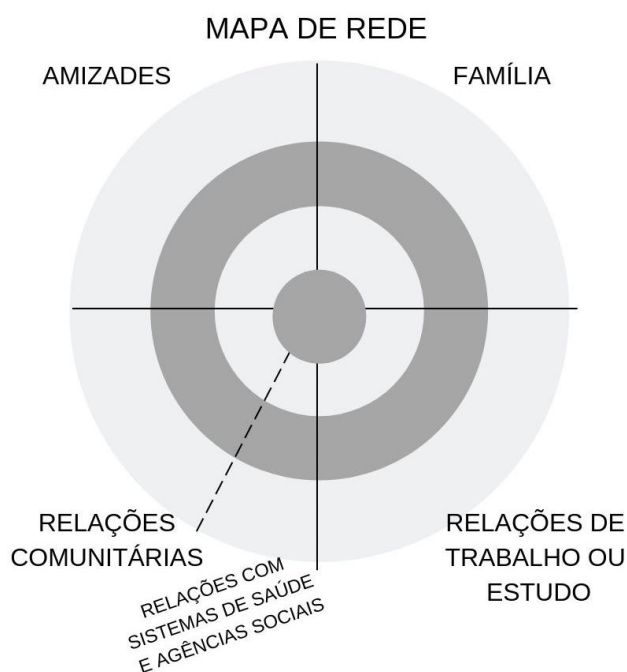 MAPA DE REDE
AMIZADES
FAMÍLIA
RELAÇÕES
COMUNITÁRIAS
RELAÇÕES COM
SISTEMAS DE SAÚDE
E AGÊNCIAS SOCIAIS
RELAÇÕES DE
TRABALHO OU
ESTUDO